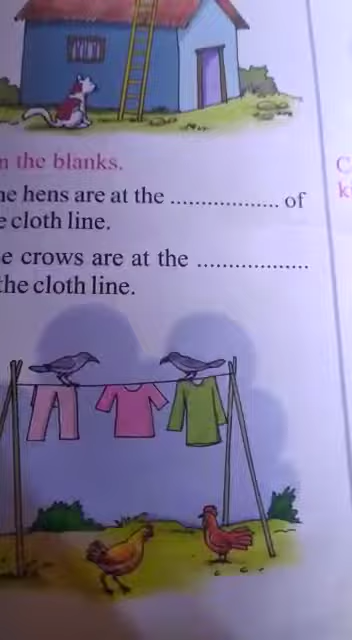 n the blanks.
he hens are at the .................... of
e cloth line.
e crows are at the ....................
the cloth line.
C
k